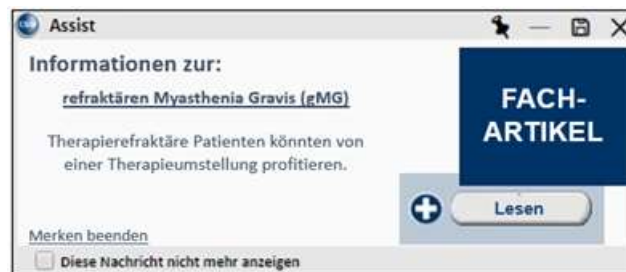 Assist
Informationen zur:
refraktären Myasthenia Gravis (gMG)
Therapierefraktäre Patienten könnten von
einer Therapieumstellung profitieren.
FACH-
ARTIKEL
Lesen
Merken beenden
Diese Nachricht nicht mehr anzeigen